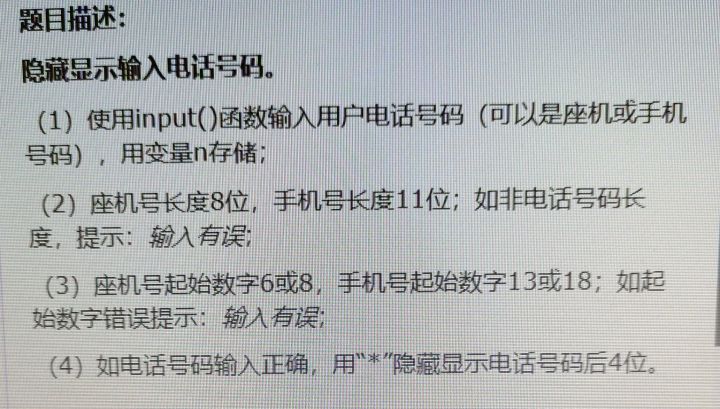 题目描述：
隐藏显示输入电话号码。
（1）使用input()函数输入用户电话号码（可以是座机或手机
号码），用变量n存储；
（2）座机号长度8位，手机号长度11位；如非电话号码长
度，提示：输入有误；
（3）座机号起始数字6或8，手机号起始数字13或18；如起
始数字错误提示：输入有误；
（4）如电话号码输入正确，用“*”隐藏显示电话号码后4位。